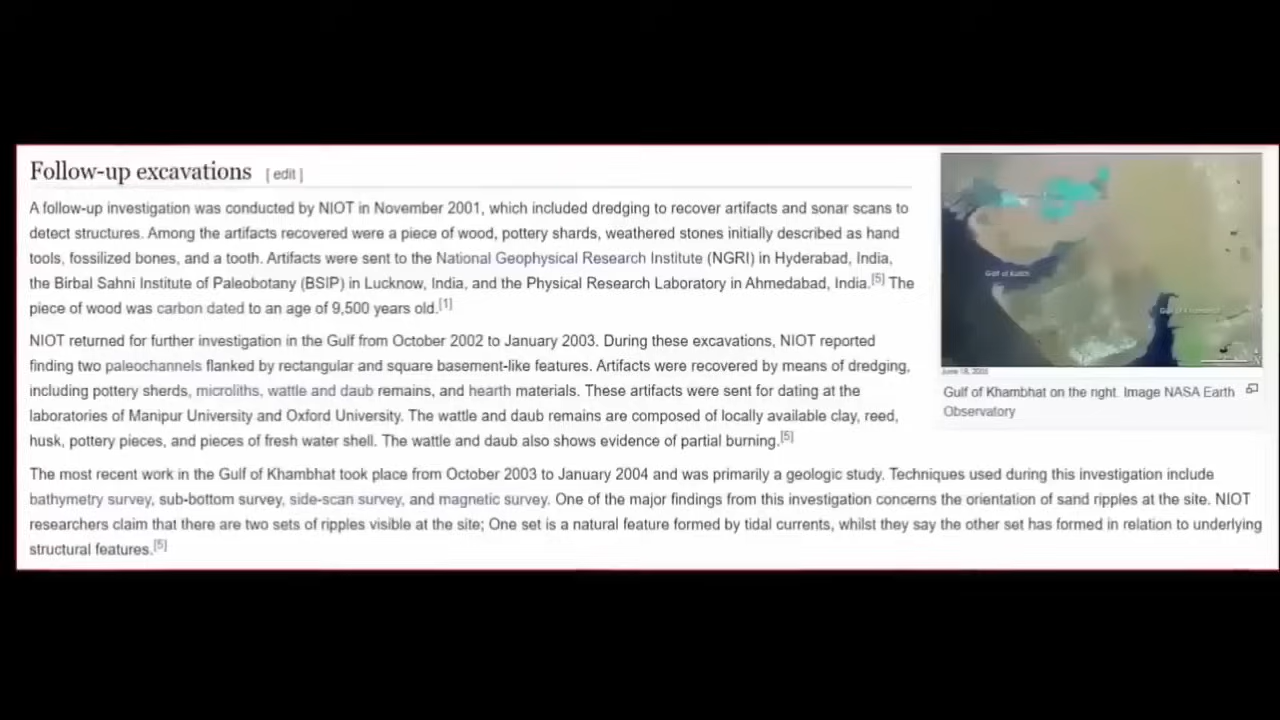 Follow-up excavations [ edit ]
A follow-up investigation was conducted by NIOT in November 2001, which included dredging to recover artifacts and sonar scans to
detect structures. Among the artifacts recovered were a piece of wood, pottery shards, weathered stones initially described as hand
tools, fossilized bones, and a tooth. Artifacts were sent to the National Geophysical Research Institute (NGRI) in Hyderabad, India,
the Birbal Sahni Institute of Paleobotany (BSIP) in Lucknow, India, and the Physical Research Laboratory in Ahmedabad, India.[5] The
piece of wood was carbon dated to an age of 9,500 years old.[1]
NIOT returned for further investigation in the Gulf from October 2002 to January 2003. During these excavations, NIOT reported
finding two paleochannels flanked by rectangular and square basement-like features. Artifacts were recovered by means of dredging,
including pottery sherds, microliths, wattle and daub remains, and hearth materials. These artifacts were sent for dating at the
laboratories of Manipur University and Oxford University. The wattle and daub remains are composed of locally available clay, reed,
husk, pottery pieces, and pieces of fresh water shell. The wattle and daub also shows evidence of partial burning.[5]
The most recent work in the Gulf of Khambhat took place from October 2003 to January 2004 and was primarily a geologic study. Techniques used during this investigation include
bathymetry survey, sub-bottom survey, side-scan survey, and magnetic survey. One of the major findings from this investigation concerns the orientation of sand ripples at the site. NIOT
researchers claim that there are two sets of ripples visible at the site; One set is a natural feature formed by tidal currents, whilst they say the other set has formed in relation to underlying
structural features.[5]
Gulf of Kutch
Gulf of Khambhat
Gulf of Khambhat on the right. Image NASA Earth
Observatory